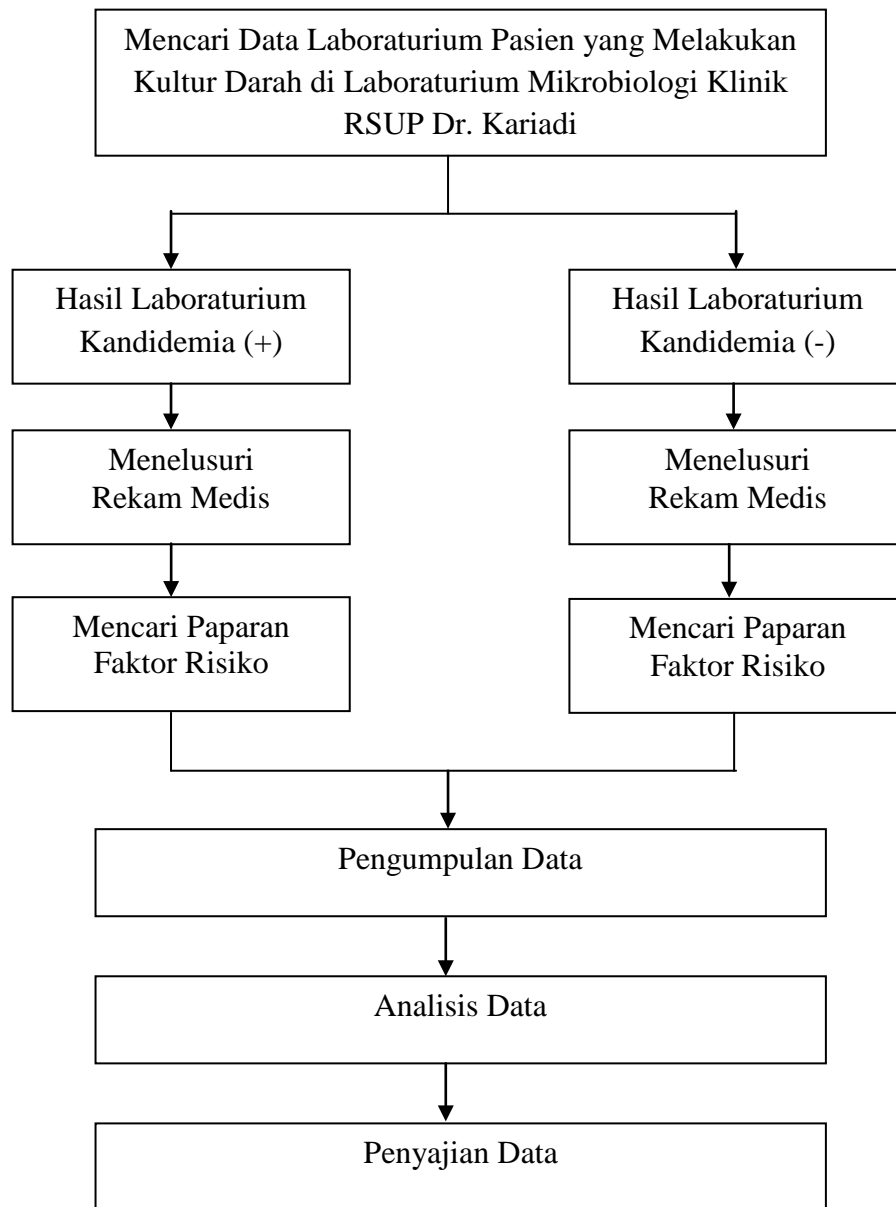 Mencari Data Laboraturium Pasien yang Melakukan
Kultur Darah di Laboraturium Mikrobiologi Klinik
RSUP Dr. Kariadi
Hasil Laboraturium
Kandidemia (+)
Hasil Laboraturium
Kandidemia (-)
Menelusuri
Rekam Medis
Menelusuri
Rekam Medis
Mencari Paparan
Faktor Risiko
Mencari Paparan
Faktor Risiko
Pengumpulan Data
Analisis Data
Penyajian Data